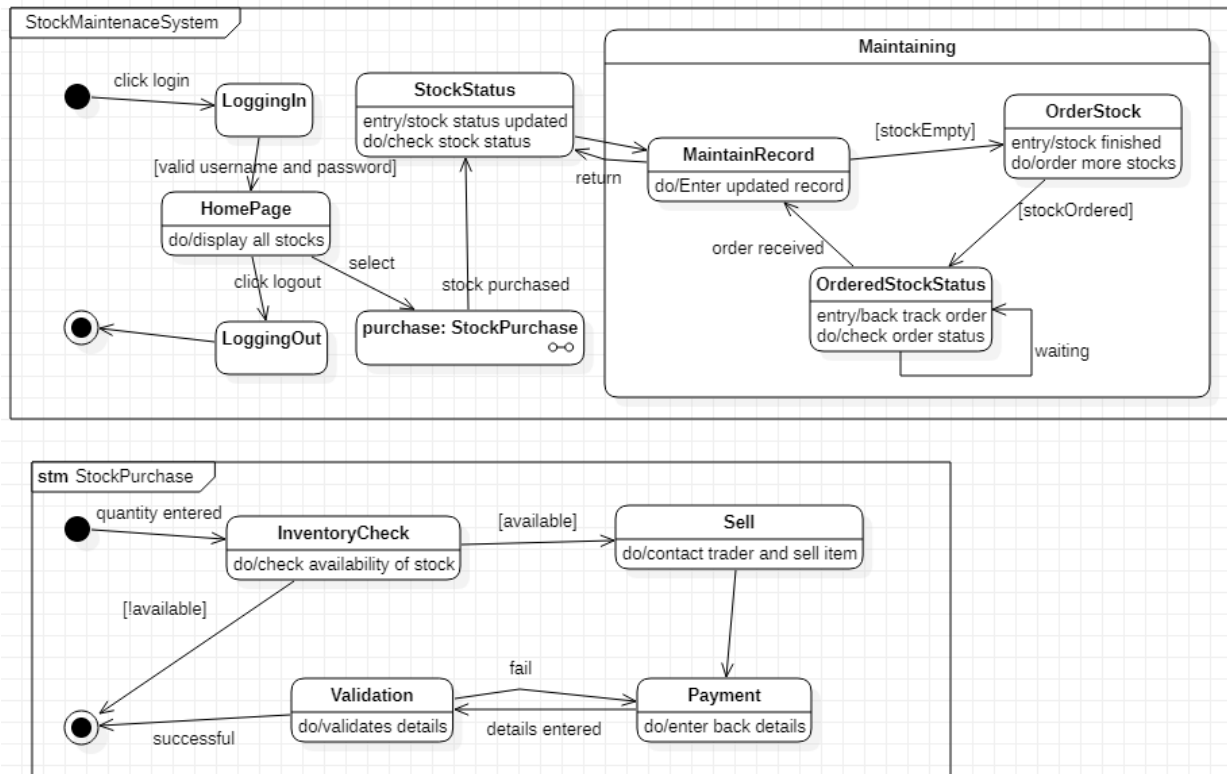 StockMaintenaceSystem
Maintaining
click login
LoggingIn
StockStatus
entry/stock status updated
do/check stock status
OrderStock
entry/stock finished
do/order more stocks
[stockEmpty]
MaintainRecord
do/Enter updated record
return
[valid username and password]
HomePage
do/display all stocks
[stockOrdered]
order received
select
click logout
stock purchased
OrderedStockStatus
entry/back track order
do/check order status
waiting
LoggingOut
purchase: StockPurchase
stm StockPurchase
quantity entered
InventoryCheck
do/check availability of stock
[available]
Sell
do/contact trader and sell item
[!available]
fail
Validation
do/validates details
Payment
do/enter back details
details entered
successful